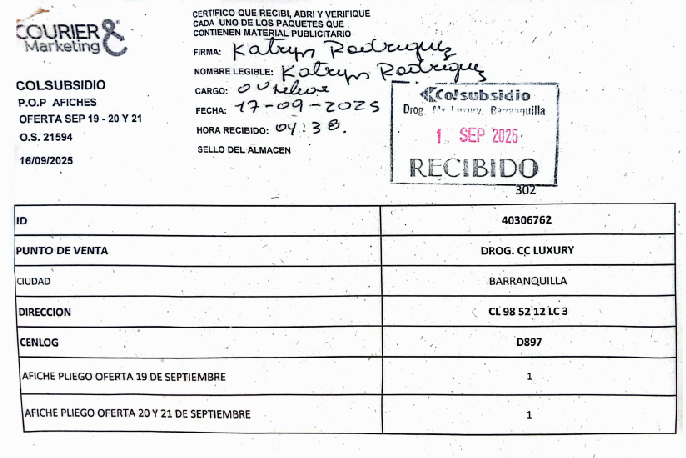 COURIER &
Marketing
COLSUBSIDIO
P.O.P AFICHES
OFERTA SEP 19 - 20 Y 21
O.S. 21594
16/09/2025
CERTIFICO QUE RECIBI, ABRI Y VERIFIQUE
CADA UNO DE LOS PAQUETES QUE
CONTIENEN MATERIAL PUBLICITARIO
FIRMA: Katryn Rodriguez
NOMBRE LEGIBLE: Katryn Rodriguez
CARGO:
FECHA: 17-09-2025
HORA RECIBIDO: 04:38.
SELLO DEL ALMACEN
Colsubsidio
Drog. Luxury, Barranquilla
SEP 2025
RECIBIDO
302
ID 40306762
PUNTO DE VENTA DROG. CC LUXURY
CIUDAD BARRANQUILLA
DIRECCION CL 98 52 12 LC 3
CENLOG D897
AFICHE PLIEGO OFERTA 19 DE SEPTIEMBRE 1
AFICHE PLIEGO OFERTA 20 Y 21 DE SEPTIEMBRE 1